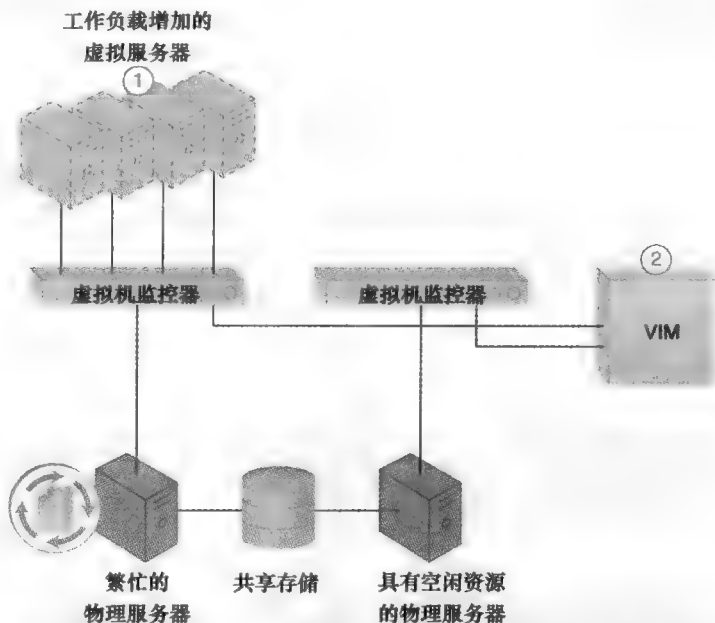 工作负载增加的
虚拟服务器
1
虚拟机监控器
虚拟机监控器
2
VIM
繁忙的
物理服务器
共享存储
具有空闲资源
的物理服务器